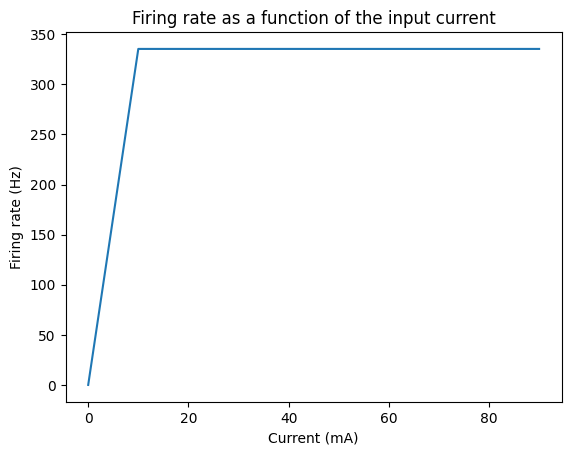 Firing rate as a function of the input current
350
300
250
200
150
100
50
0
Firing rate (Hz)
0 20 40 60 80
Current (mA)